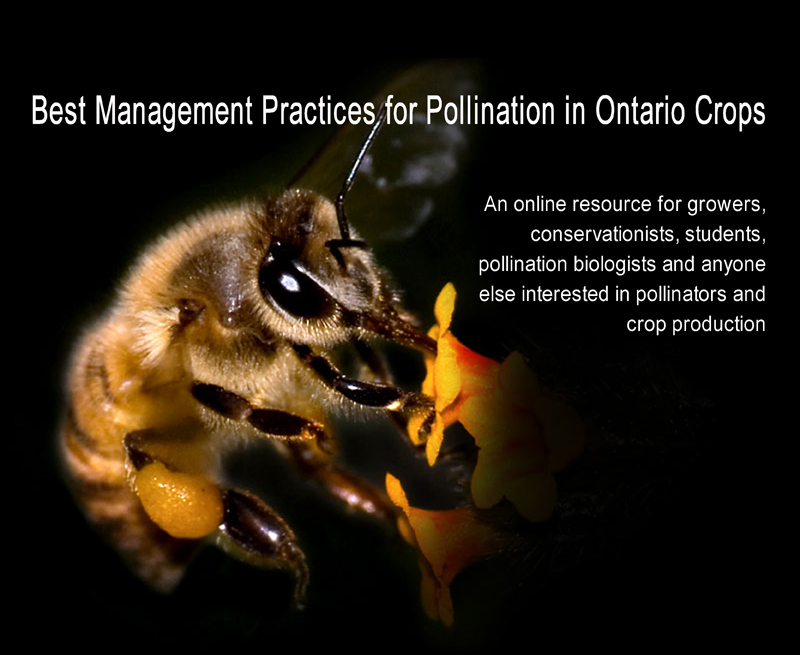 Best Management Practices for Pollination in Ontario Crops
An online resource for growers,
conservationists, students,
pollination biologists and anyone
else interested in pollinators and
crop production